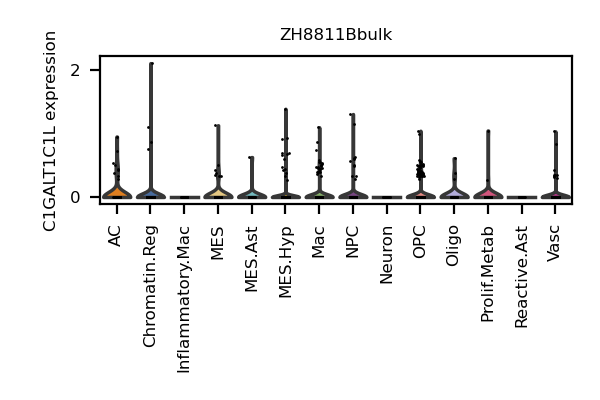 ZH8811Bbulk
C1GALT1C1L expression
2
0
AC
Chromatin.Reg
Inflammatory.Mac
MES
MES.Ast
MES.Hyp
Mac
NPC
Neuron
OPC
Oligo
Prolif.Metab
Reactive.Ast
Vasc